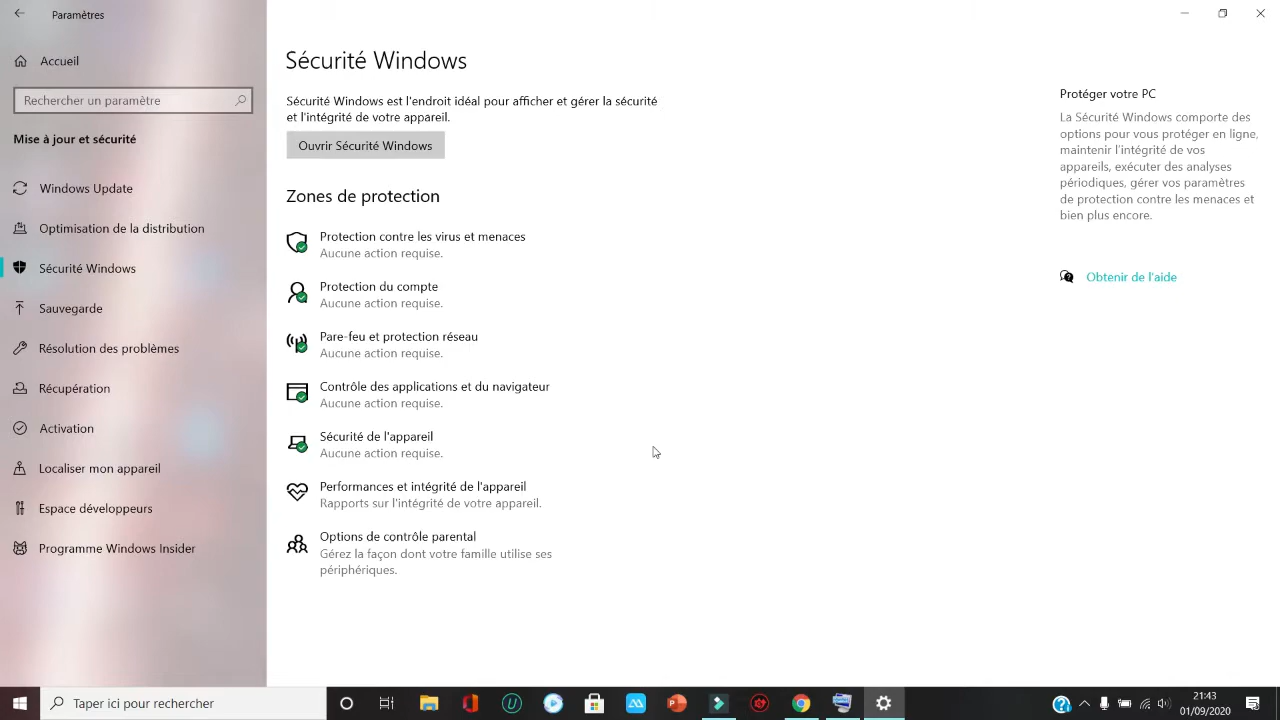 Paramètres
Accueil
Rechercher un paramètre
Mise à jour et sécurité
Windows Update
Optimisation de la distribution
Sécurité Windows
Sauvegarde
Résolution des problèmes
Récupération
Activation
Localiser mon appareil
Espace développeurs
Programme Windows Insider
Sécurité Windows
Sécurité Windows est l'endroit idéal pour afficher et gérer la sécurité
et l'intégrité de votre appareil.
Ouvrir Sécurité Windows
Zones de protection
Protection contre les virus et menaces
Aucune action requise.
Protection du compte
Aucune action requise.
Pare-feu et protection réseau
Aucune action requise.
Contrôle des applications et du navigateur
Aucune action requise.
Sécurité de l'appareil
Aucune action requise.
Performances et intégrité de l'appareil
Rapports sur l'intégrité de votre appareil.
Options de contrôle parental
Gérez la façon dont votre famille utilise ses
périphériques.
Protéger votre PC
La Sécurité Windows comporte des
options pour vous protéger en ligne,
maintenir l'intégrité de vos
appareils, exécuter des analyses
périodiques, gérer vos paramètres
de protection contre les menaces et
bien plus encore.
Obtenir de l'aide
Taper ici pour rechercher
21:43
01/09/2020